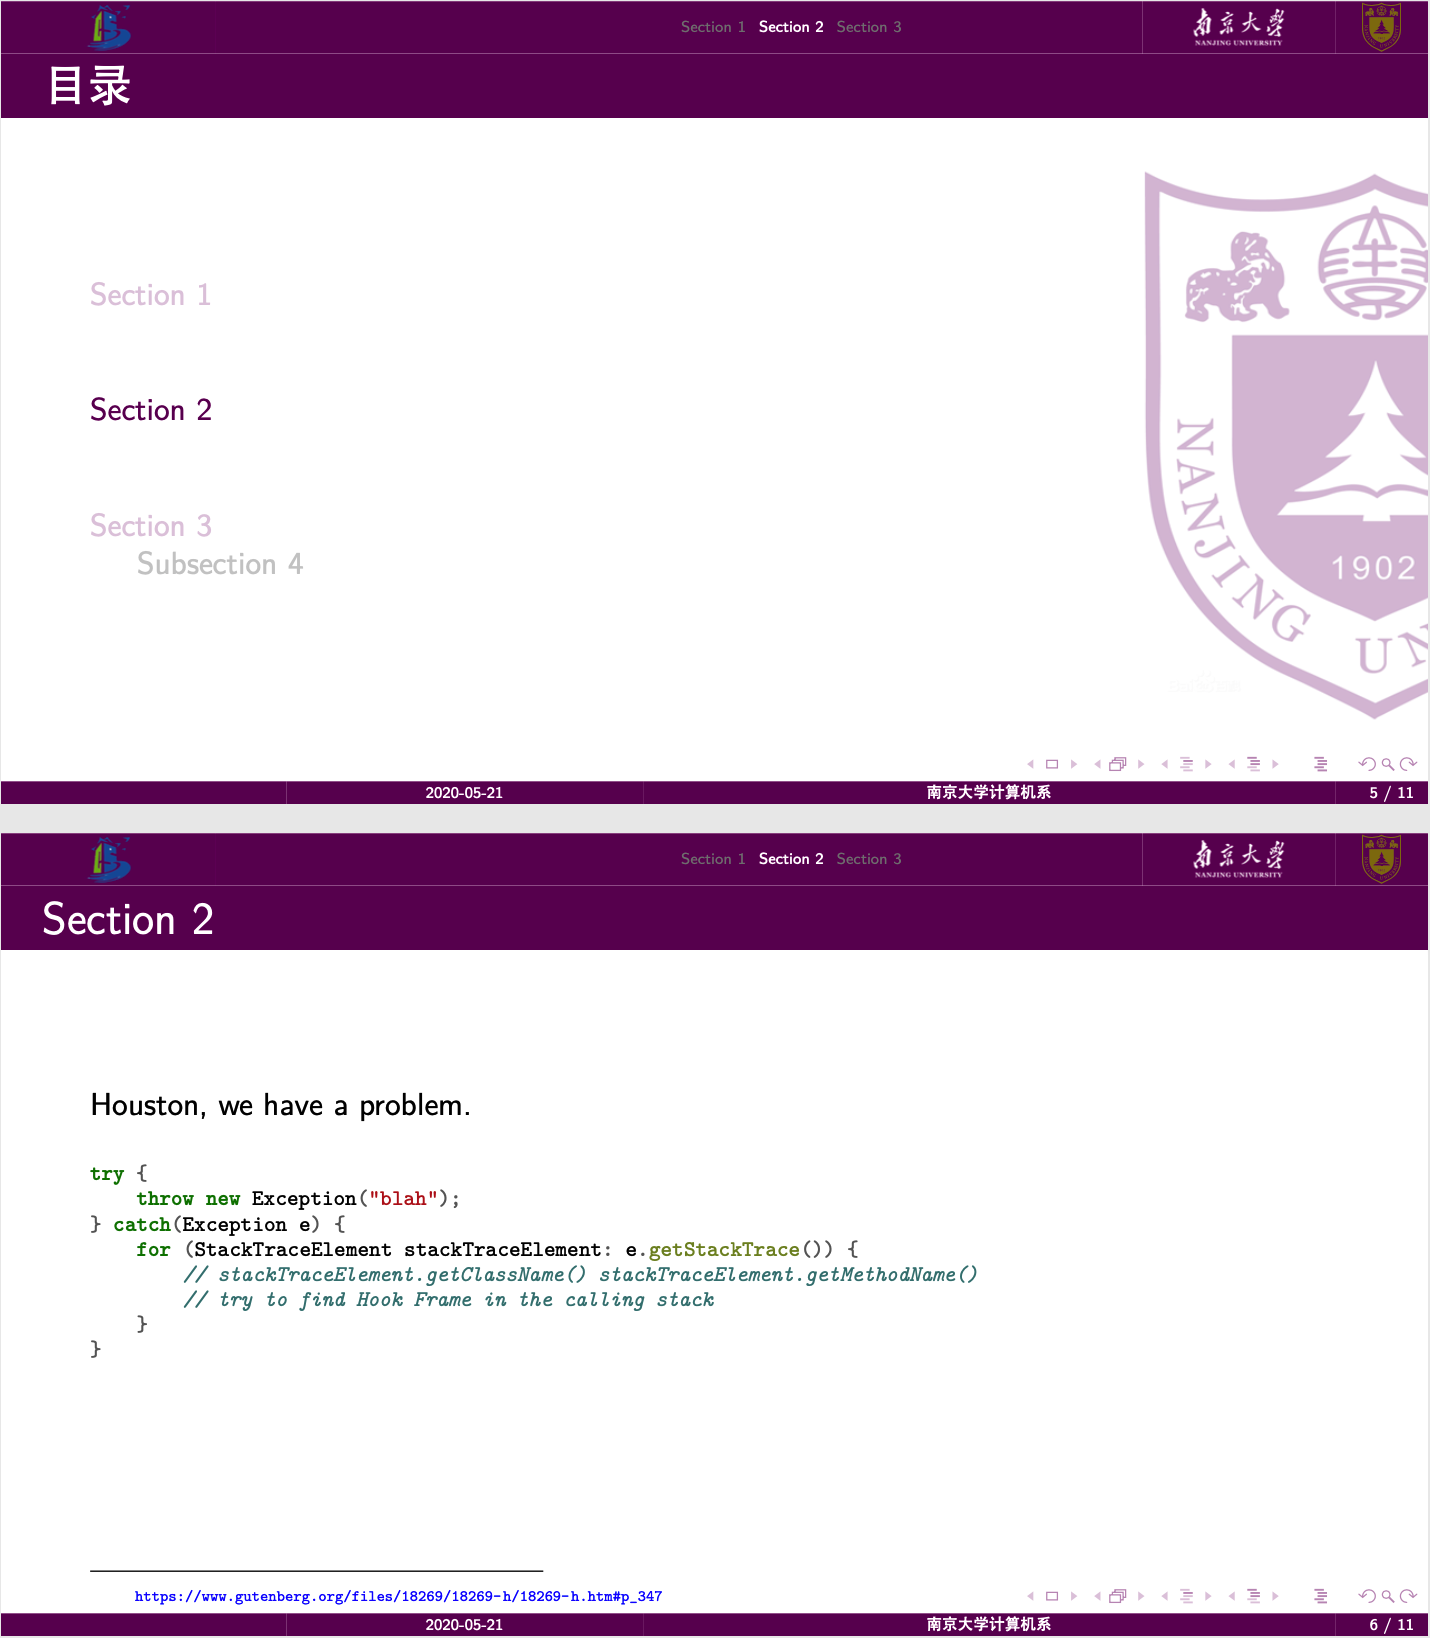 Section 1 Section 2 Section 3
南京大学
NANJING UNIVERSITY
目录
Section 1
Section 2
Section 3
Subsection 4
NANJING UN
1902
2020-05-21
南京大学计算机系
5 / 11
Section 1 Section 2 Section 3
南京大学
NANJING UNIVERSITY
Section 2
Houston, we have a problem.
try {
    throw new Exception("blah");
} catch(Exception e) {
    for (StackTraceElement stackTraceElement: e.getStackTrace()) {
        // stackTraceElement.getClassName() stackTraceElement.getMethodName()
        // try to find Hook Frame in the calling stack
    }
}
https://www.gutenberg.org/files/18269/18269-h/18269-h.htm#p_347
2020-05-21
南京大学计算机系
6 / 11